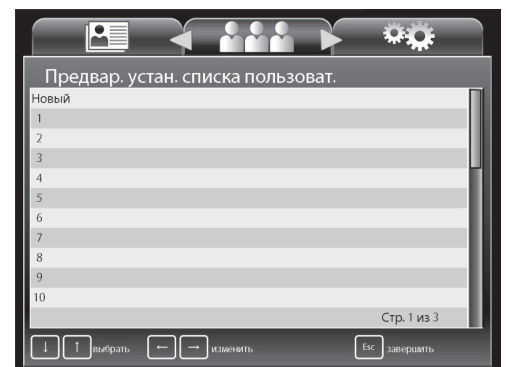 Предвар. устан. списка пользоват.
Новый
1
2
3
4
5
6
7
8
9
10
Стр. 1 из 3
↓ ↑ выбрать ← → изменить Esc завершить